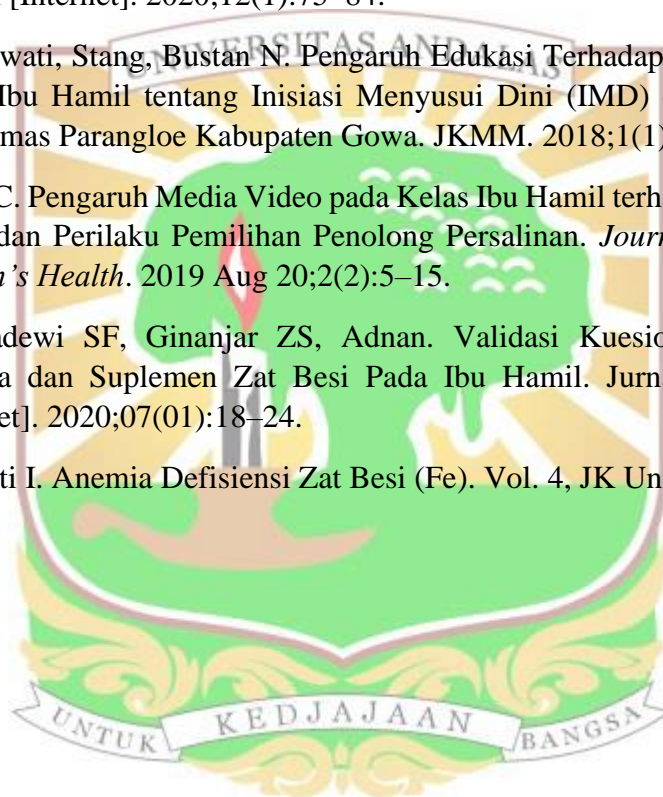 [Internet]. 2020;12(1):75–84.
UNIVERSITAS ANDALAS
wati, Stang, Bustan N. Pengaruh Edukasi Terhadap
Ibu Hamil tentang Inisiasi Menyusui Dini (IMD)
mas Parangloe Kabupaten Gowa. JKMM. 2018;1(1)
C. Pengaruh Media Video pada Kelas Ibu Hamil terh
dan Perilaku Pemilihan Penolong Persalinan. Journ
n’s Health. 2019 Aug 20;2(2):5–15.
adewi SF, Ginanjar ZS, Adnan. Validasi Kuesio
a dan Suplemen Zat Besi Pada Ibu Hamil. Jurn
et]. 2020;07(01):18–24.
ti I. Anemia Defisiensi Zat Besi (Fe). Vol. 4, JK Un
UNTUK KEDJAJAAN BANGSA